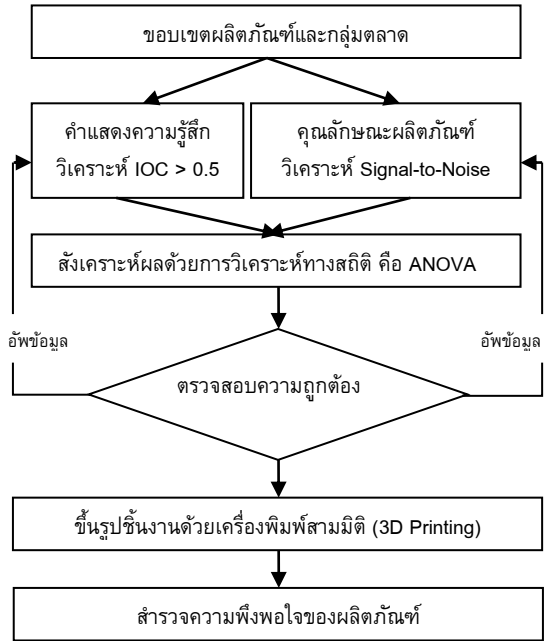 ขอบเขตผลิตภัณฑ์และกลุ่มตลาด
คำแสดงความรู้สึก
วิเคราะห์ IOC > 0.5
คุณลักษณะผลิตภัณฑ์
วิเคราะห์ Signal-to-Noise
สังเคราะห์ผลด้วยการวิเคราะห์ทางสถิติ คือ ANOVA
อัพข้อมูล
อัพข้อมูล
ตรวจสอบความถูกต้อง
ขึ้นรูปชิ้นงานด้วยเครื่องพิมพ์สามมิติ (3D Printing)
สำรวจความพึงพอใจของผลิตภัณฑ์